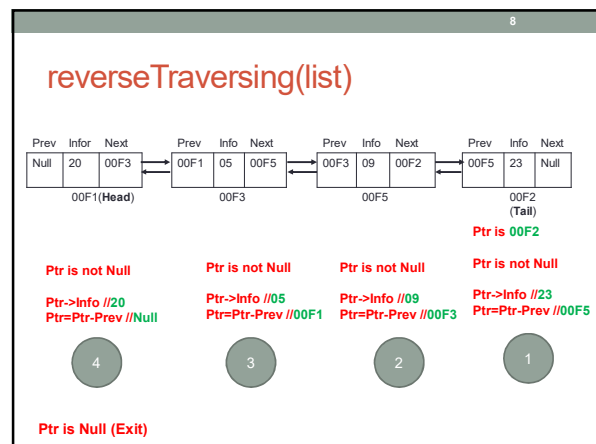 8
reverseTraversing(list)
Prev Infor Next
Null 20 00F3
00F1(Head)
Prev Info Next
00F1 05 00F5
00F3
Prev Info Next
00F3 09 00F2
00F5
Prev Info Next
00F5 23 Null
00F2
(Tail)
Ptr is 00F2
Ptr is not Null
Ptr->Info //23
Ptr=Ptr-Prev //00F5
1
Ptr is not Null
Ptr->Info //09
Ptr=Ptr-Prev //00F3
2
Ptr is not Null
Ptr->Info //05
Ptr=Ptr-Prev //00F1
3
Ptr is not Null
Ptr->Info //20
Ptr=Ptr-Prev //Null
4
Ptr is Null (Exit)